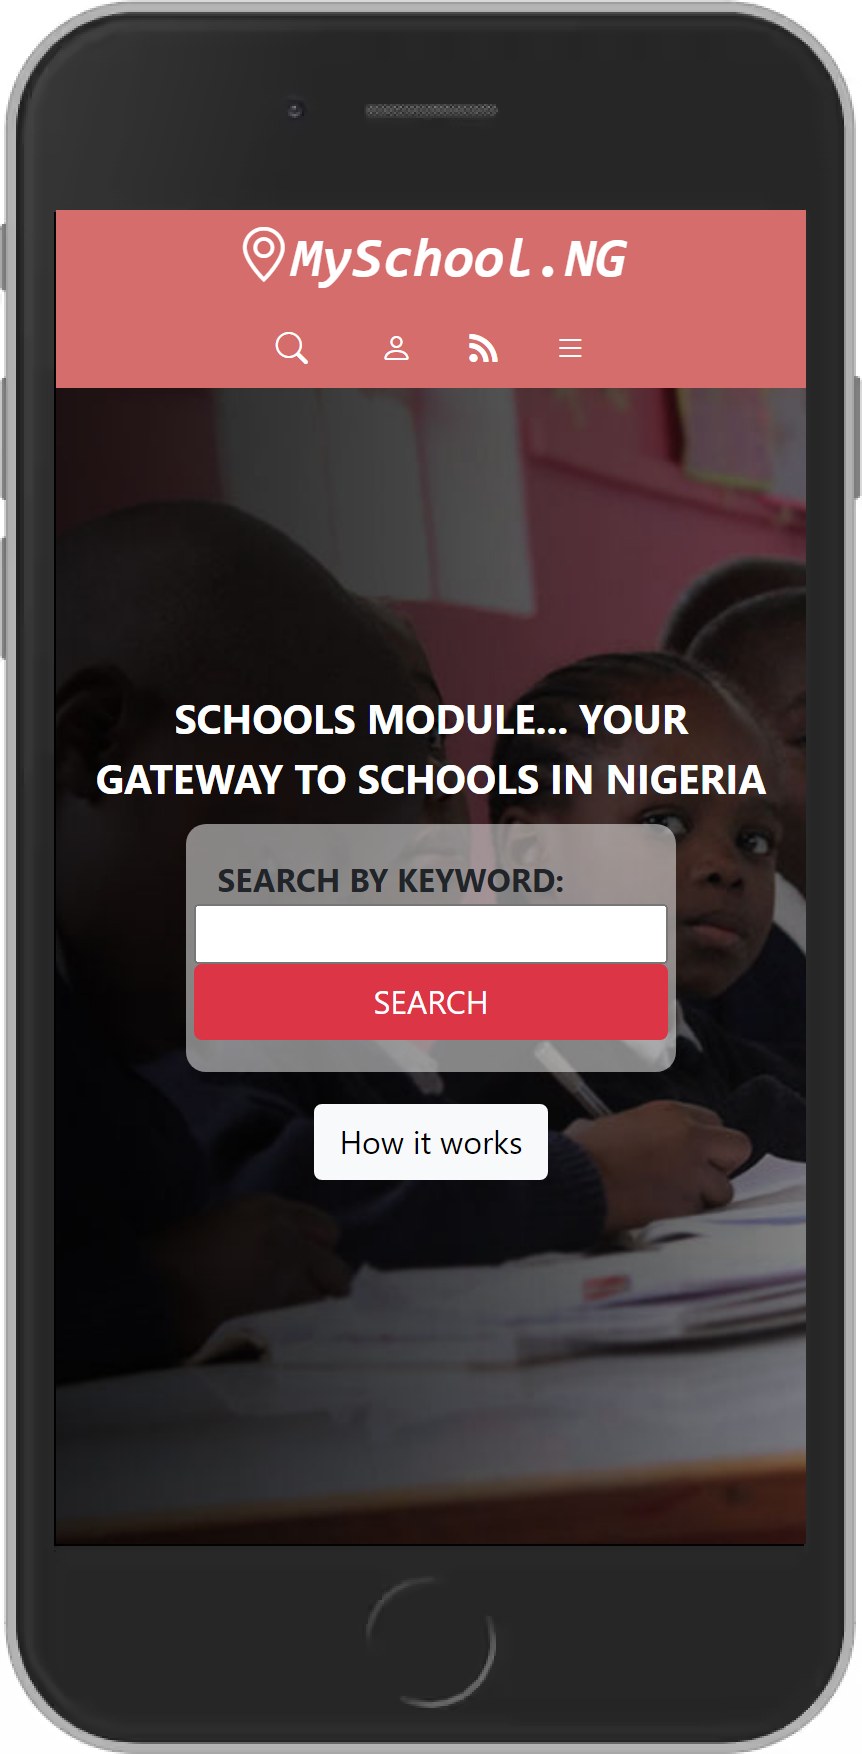 MySchool.NG
SCHOOLS MODULE... YOUR
GATEWAY TO SCHOOLS IN NIGERIA
SEARCH BY KEYWORD:
SEARCH
How it works